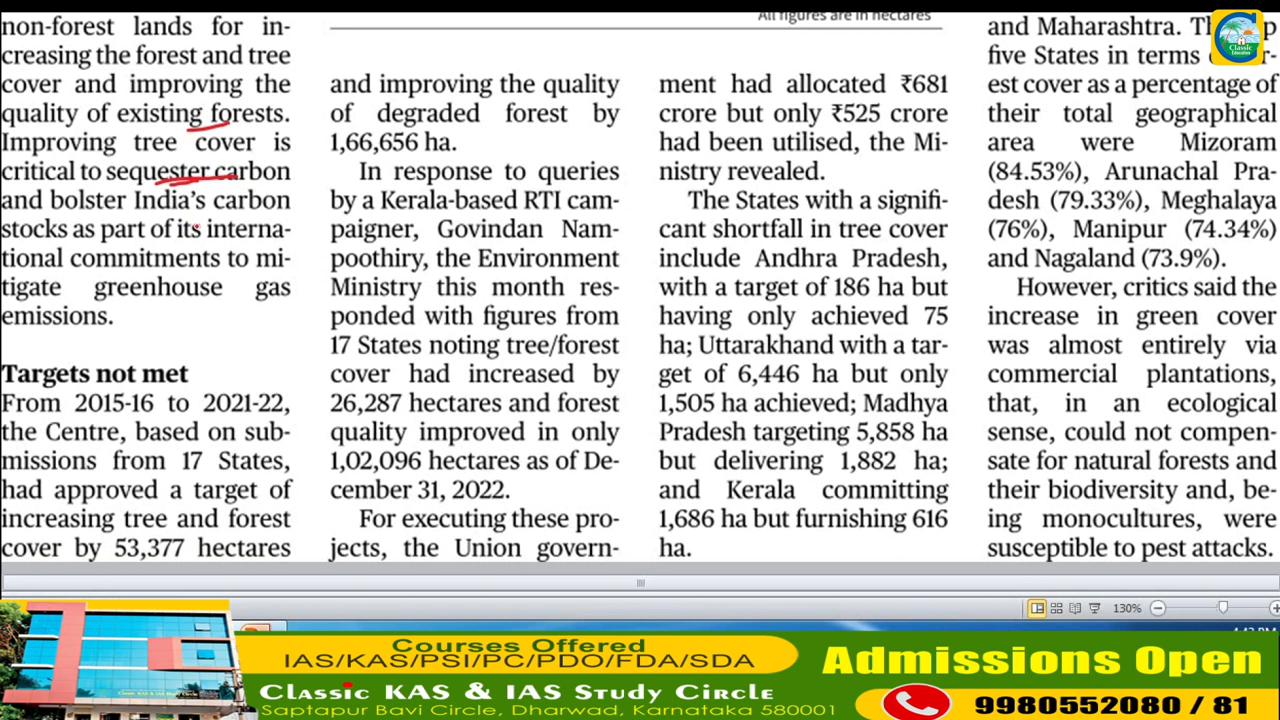 All figures are in hectares
non-forest lands for in-
creasing the forest and tree
cover and improving the
quality of existing forests.
Improving tree cover is
critical to sequester carbon
and bolster India's carbon
stocks as part of its interna-
tional commitments to mi-
tigate greenhouse gas
emissions.
Targets not met
From 2015-16 to 2021-22,
the Centre, based on sub-
missions from 17 States,
had approved a target of
increasing tree and forest
cover by 53,377 hectares
and improving the quality
of degraded forest by
1,66,656 ha.
In response to queries
by a Kerala-based RTI cam-
paigner, Govindan Nam-
poothiry, the Environment
Ministry this month res-
ponded with figures from
17 States noting tree/forest
cover had increased by
26,287 hectares and forest
quality improved in only
1,02,096 hectares as of De-
cember 31, 2022.
For executing these pro-
jects, the Union govern-
ment had allocated ₹681
crore but only ₹525 crore
had been utilised, the Mi-
nistry revealed.
The States with a signifi-
cant shortfall in tree cover
include Andhra Pradesh,
with a target of 186 ha but
having only achieved 75
ha; Uttarakhand with a tar-
get of 6,446 ha but only
1,505 ha achieved; Madhya
Pradesh targeting 5,858 ha
but delivering 1,882 ha;
and Kerala committing
1,686 ha but furnishing 616
ha.
and Maharashtra.
five States in terms
est cover as a percentage of
their total geographical
area were Mizoram
(84.53%), Arunachal Pra-
desh (79.33%), Meghalaya
(76%), Manipur (74.34%)
and Nagaland (73.9%).
However, critics said the
increase in green cover
was almost entirely via
commercial plantations,
that, in an ecological
sense, could not compen-
sate for natural forests and
their biodiversity and, be-
ing monocultures, were
susceptible to pest attacks.
Classic
Education
130%
Courses Offered
IAS/KAS/PSI/PC/PDO/FDA/SDA
Classic KAS & IAS Study Circle
Saptapur Bavi Circle, Dharwad, Karnataka 580001
Admissions Open
9980552080 / 81